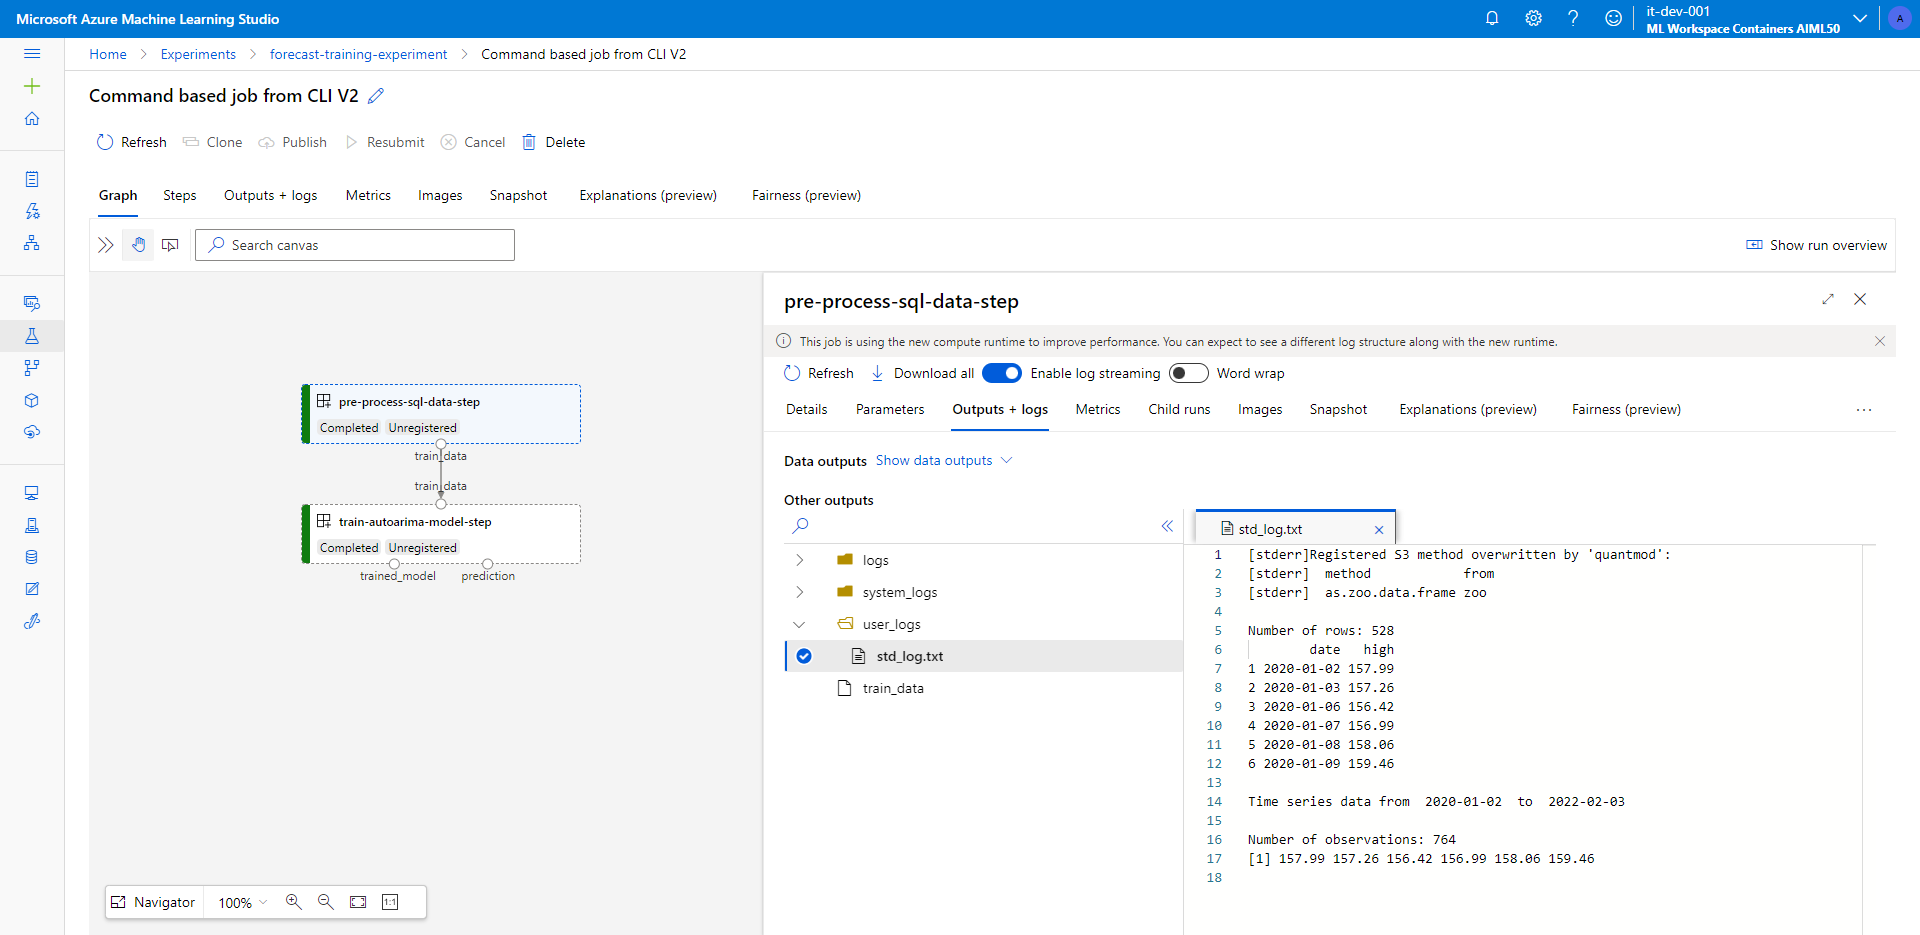 Microsoft Azure Machine Learning Studio
it-dev-001
ML Workspace Containers AIML50
A
Home > Experiments > forecast-training-experiment > Command based job from CLI V2
Command based job from CLI V2
Refresh Clone Publish Resubmit Cancel Delete
Graph Steps Outputs + logs Metrics Images Snapshot Explanations (preview) Fairness (preview)
Search canvas
Show run overview
pre-process-sql-data-step
Completed Unregistered
train_data
train_data
train-autoarima-model-step
Completed Unregistered
trained_model prediction
Navigator 100% 1:1
pre-process-sql-data-step
This job is using the new compute runtime to improve performance. You can expect to see a different log structure along with the new runtime.
Refresh Download all Enable log streaming Word wrap
Details Parameters Outputs + logs Metrics Child runs Images Snapshot Explanations (preview) Fairness (preview) ...
Data outputs Show data outputs
Other outputs
logs
system_logs
user_logs
std_log.txt
train_data
std_log.txt
1 [stderr]Registered S3 method overwritten by 'quantmod':
2 [stderr] method from
3 [stderr] as.zoo.data.frame zoo
4
5 Number of rows: 528
6 date high
7 1 2020-01-02 157.99
8 2 2020-01-03 157.26
9 3 2020-01-06 156.42
10 4 2020-01-07 156.99
11 5 2020-01-08 158.06
12 6 2020-01-09 159.46
13
14 Time series data from 2020-01-02 to 2022-02-03
15
16 Number of observations: 764
17 [1] 157.99 157.26 156.42 156.99 158.06 159.46
18